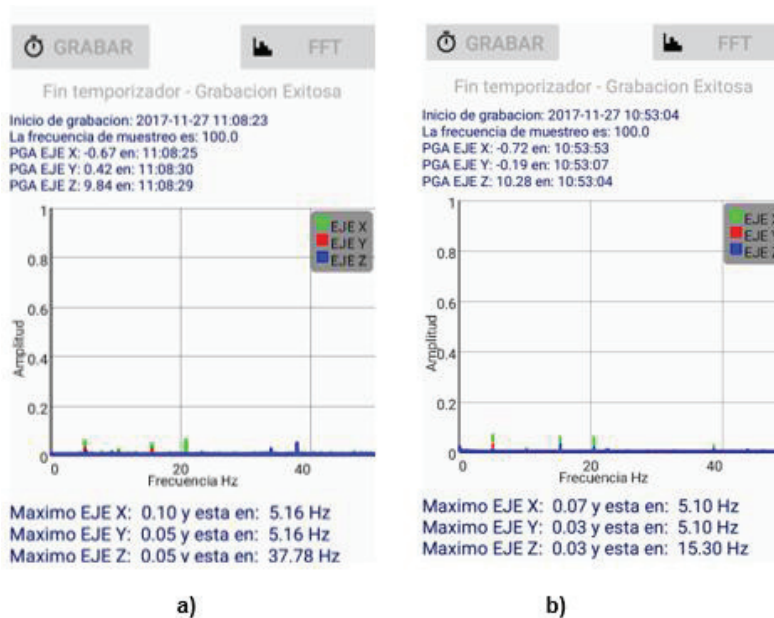 GRABAR
FFT
Fin temporizador - Grabacion Exitosa
Inicio de grabacion: 2017-11-27 11:08:23
La frecuencia de muestreo es: 100.0
PGA EJE X: -0.67 en: 11:08:25
PGA EJE Y: 0.42 en: 11:08:30
PGA EJE Z: 9.84 en: 11:08:29
1
EJE X
EJE Y
EJE Z
0.8
0.6
0.4
0.2
0
Amplitud
0 20 40
Frecuencia Hz
Maximo EJE X: 0.10 y esta en: 5.16 Hz
Maximo EJE Y: 0.05 y esta en: 5.16 Hz
Maximo EJE Z: 0.05 y esta en: 37.78 Hz
a)
GRABAR
FFT
Fin temporizador - Grabacion Exitosa
Inicio de grabacion: 2017-11-27 10:53:04
La frecuencia de muestreo es: 100.0
PGA EJE X: -0.72 en: 10:53:53
PGA EJE Y: -0.19 en: 10:53:07
PGA EJE Z: 10.28 en: 10:53:04
1
EJE
EJE
EJE
0.8
0.6
0.4
0.2
0
Amplitud
0 20 40
Frecuencia Hz
Maximo EJE X: 0.07 y esta en: 5.10 Hz
Maximo EJE Y: 0.03 y esta en: 5.10 Hz
Maximo EJE Z: 0.03 y esta en: 15.30 Hz
b)